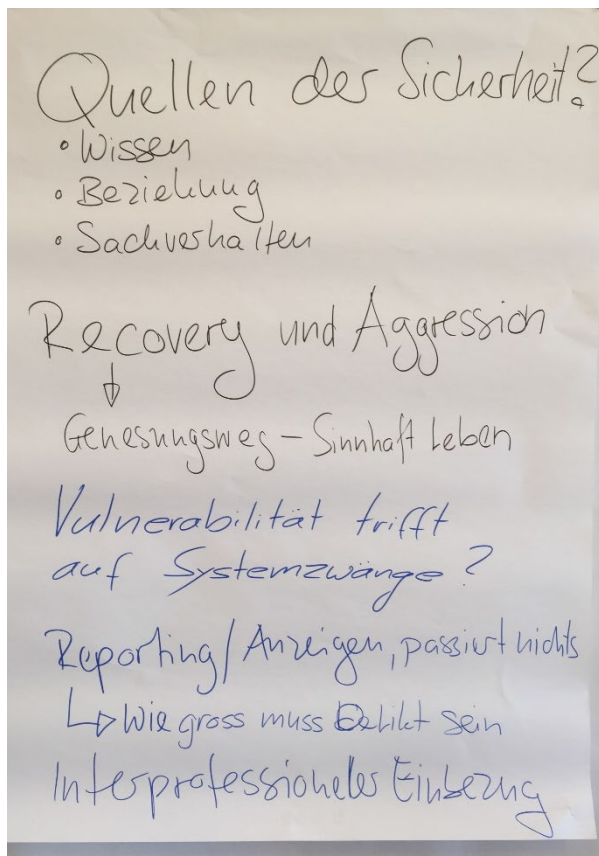 Quellen der Sicherheit?
• Wissen
• Beziehung
• Sachverhalten
Recovery und Aggression
↓
Genesungsweg – Sinnhaft Leben
Vulnerabilität trifft
auf Systemzwänge?
Reporting/Anzeigen, passiert nichts
↳ Wie gross muss Delikt sein
Interprofessioneller Einbezug